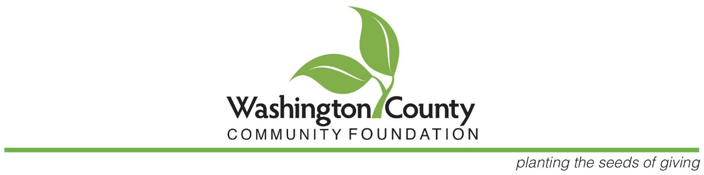 Washington County
COMMUNITY FOUNDATION
planting the seeds of giving